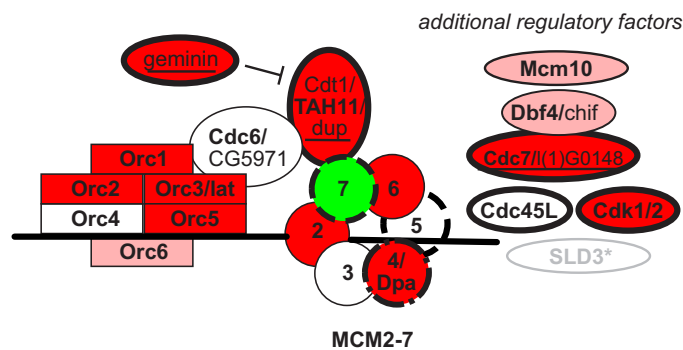 additional regulatory factors
geminin
Cdt1/
TAH11/
dup
Mcm10
Dbf4/chif
Cdc6/
CG5971
Cdc7/l(1)G0148
Orc1
Orc2
Orc3/lat
Orc4
Orc5
Orc6
7
6
2
5
3
4/
Dpa
Cdc45L
Cdk1/2
SLD3*
MCM2-7